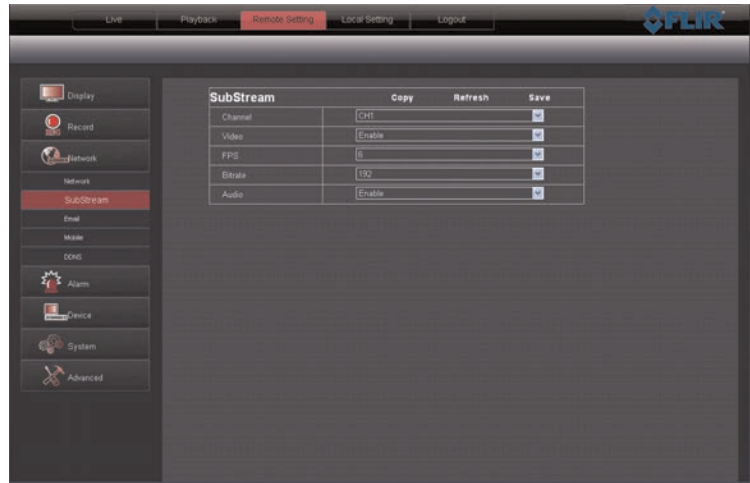 Live Playback Remote Setting Local Setting Logout FLIR
Display
Record
Network
Network
SubStream
Email
Mobile
DDNS
Alarm
Device
System
Advanced
SubStream Copy Refresh Save
Channel CH1
Video Enable
FPS 6
Bitrate 192
Audio Enable